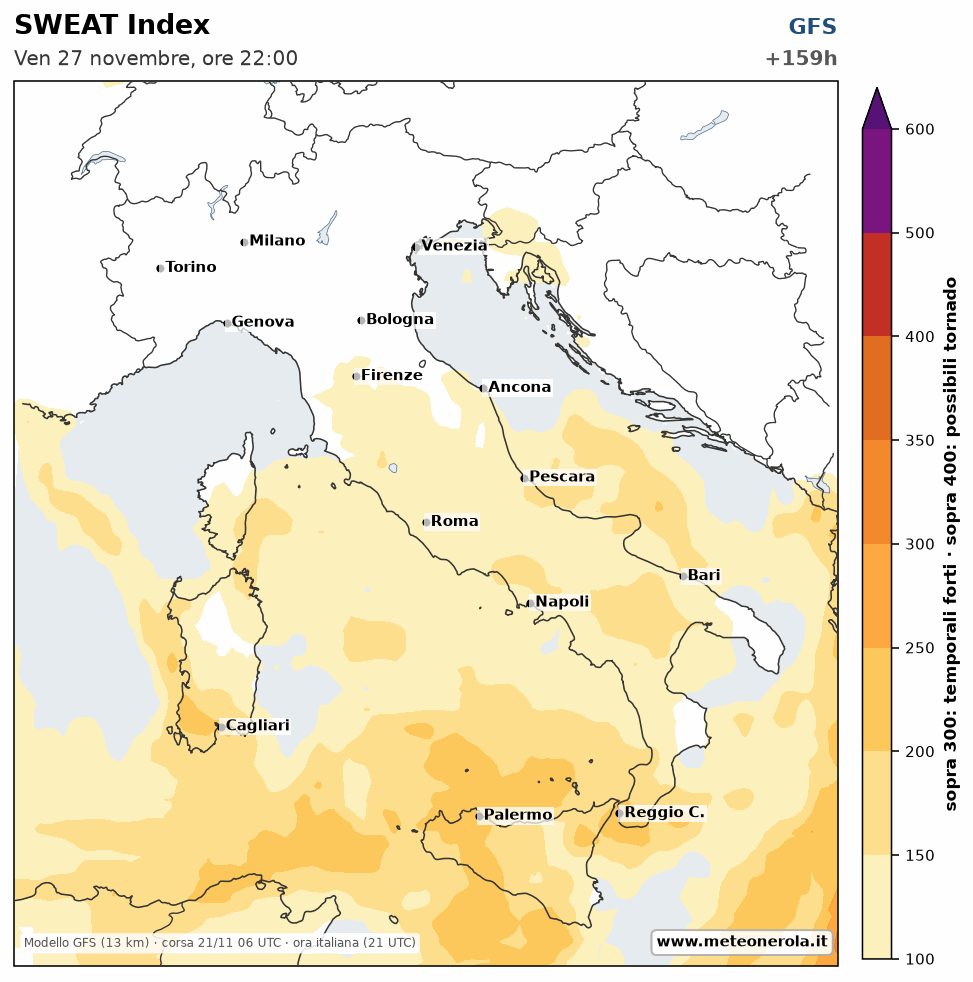 SWEAT Index
GFS
Ven 27 novembre, ore 22:00
+159h
Milano
Venezia
Torino
Genova
Bologna
Firenze
Ancona
Pescara
Roma
Bari
Napoli
Cagliari
Palermo
Reggio C.
Modello GFS (13 km) · corsa 21/11 06 UTC · ora italiana (21 UTC)
www.meteonerola.it
600
500
400
350
300
250
200
150
100
sopra 300: temporali forti · sopra 400: possibili tornado